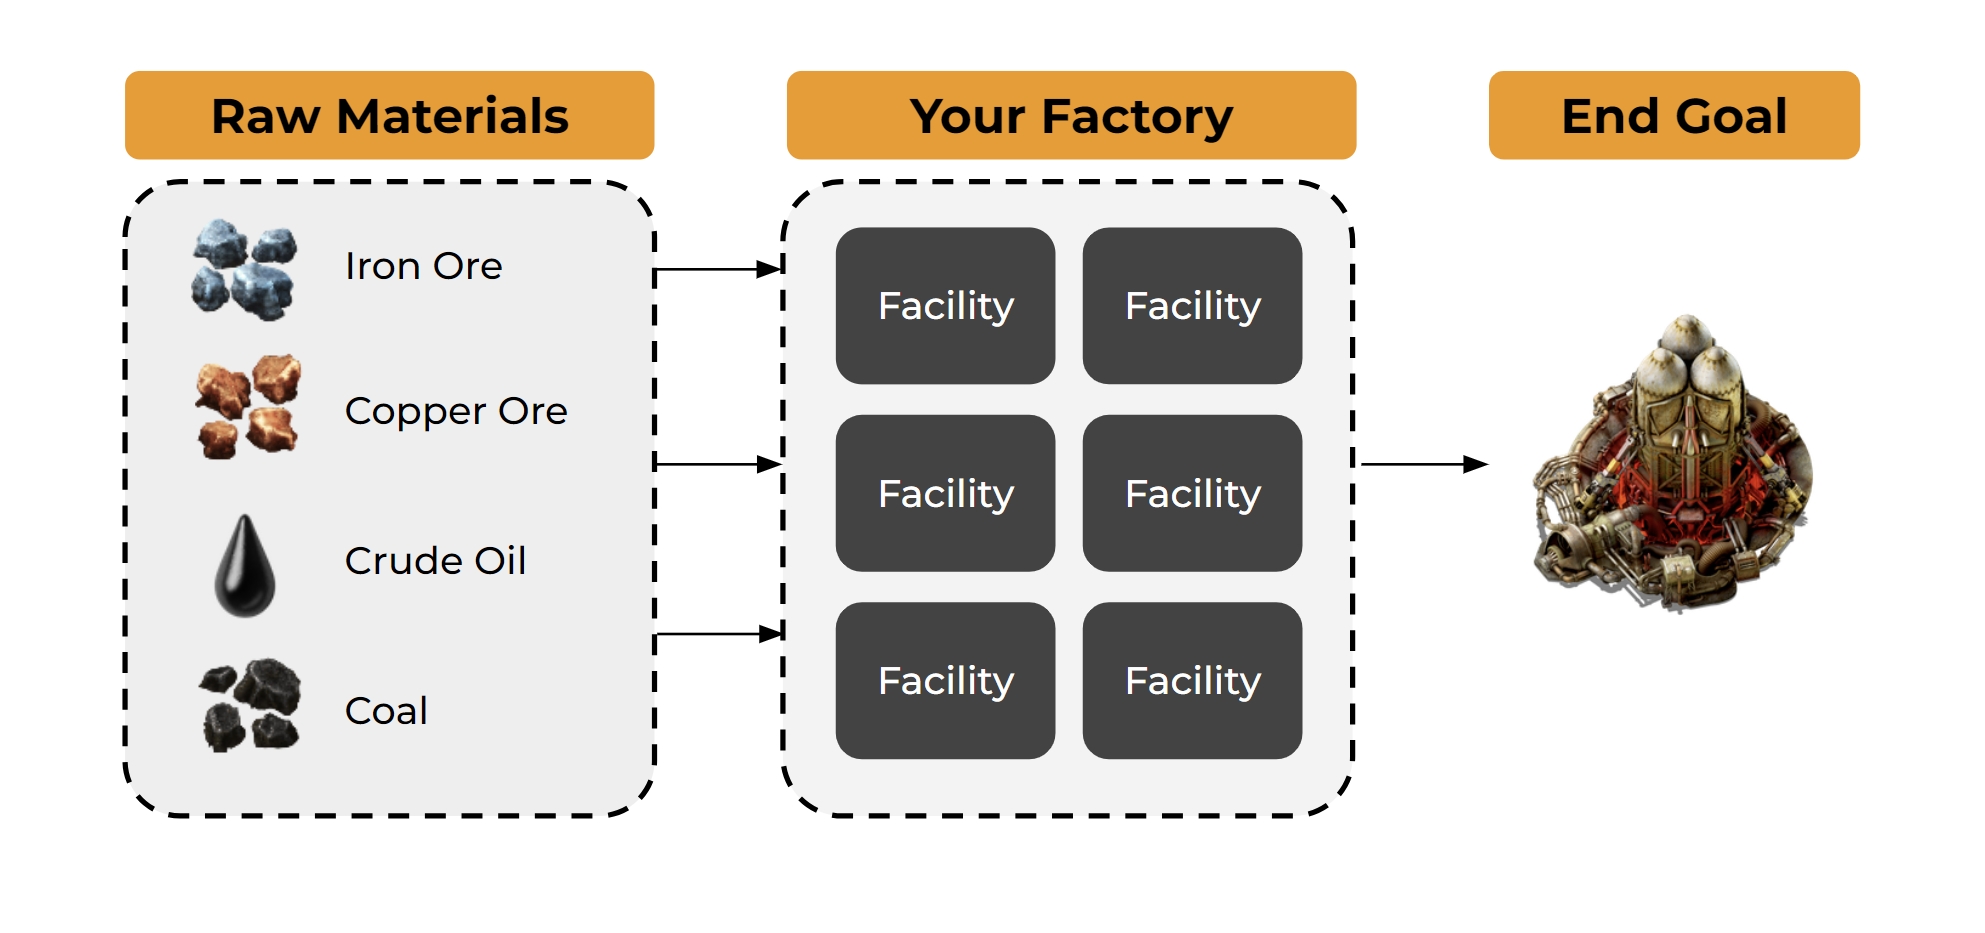 Raw Materials
Your Factory
End Goal
Iron Ore
Copper Ore
Crude Oil
Coal
Facility
Facility
Facility
Facility
Facility
Facility